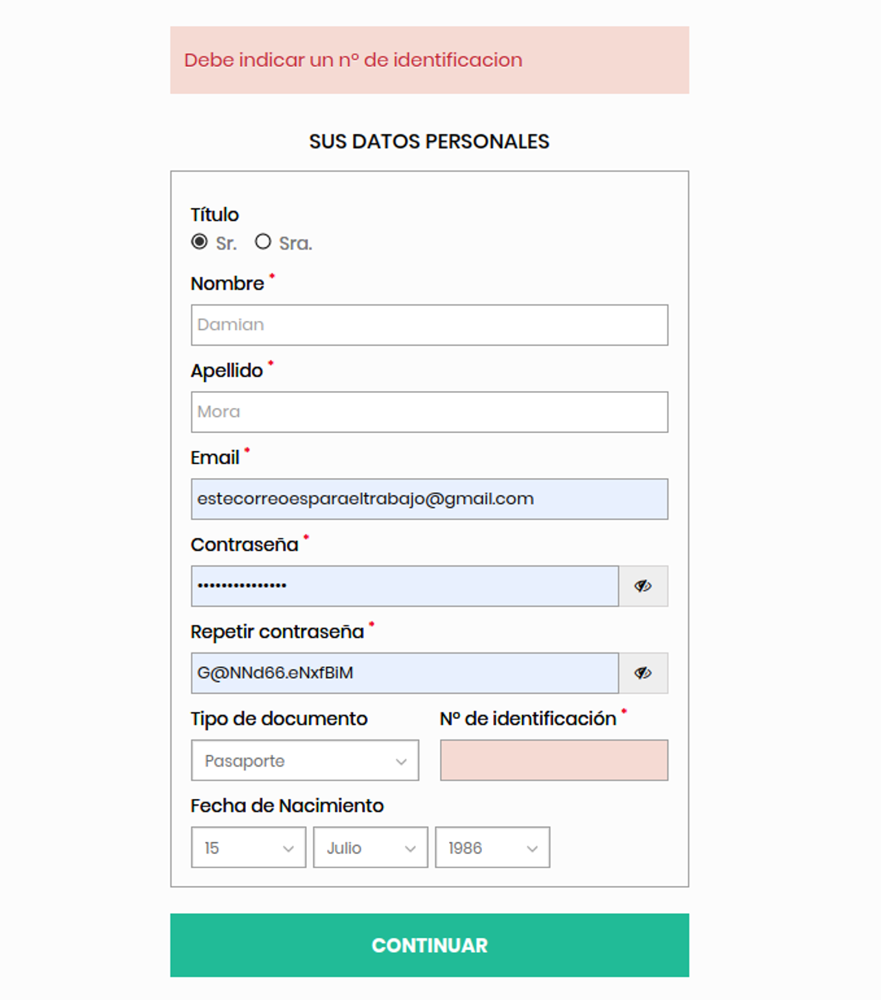 Debe indicar un nº de identificacion
SUS DATOS PERSONALES
Título
Sr. Sra.
Nombre *
Damian
Apellido *
Mora
Email *
estecorreoesparaeltrabajo@gmail.com
Contraseña *
•••••••••••••••
Repetir contraseña *
G@NNd66.eNxfBiM
Tipo de documento Nº de identificación *
Pasaporte
Fecha de Nacimiento
15 Julio 1986
CONTINUAR